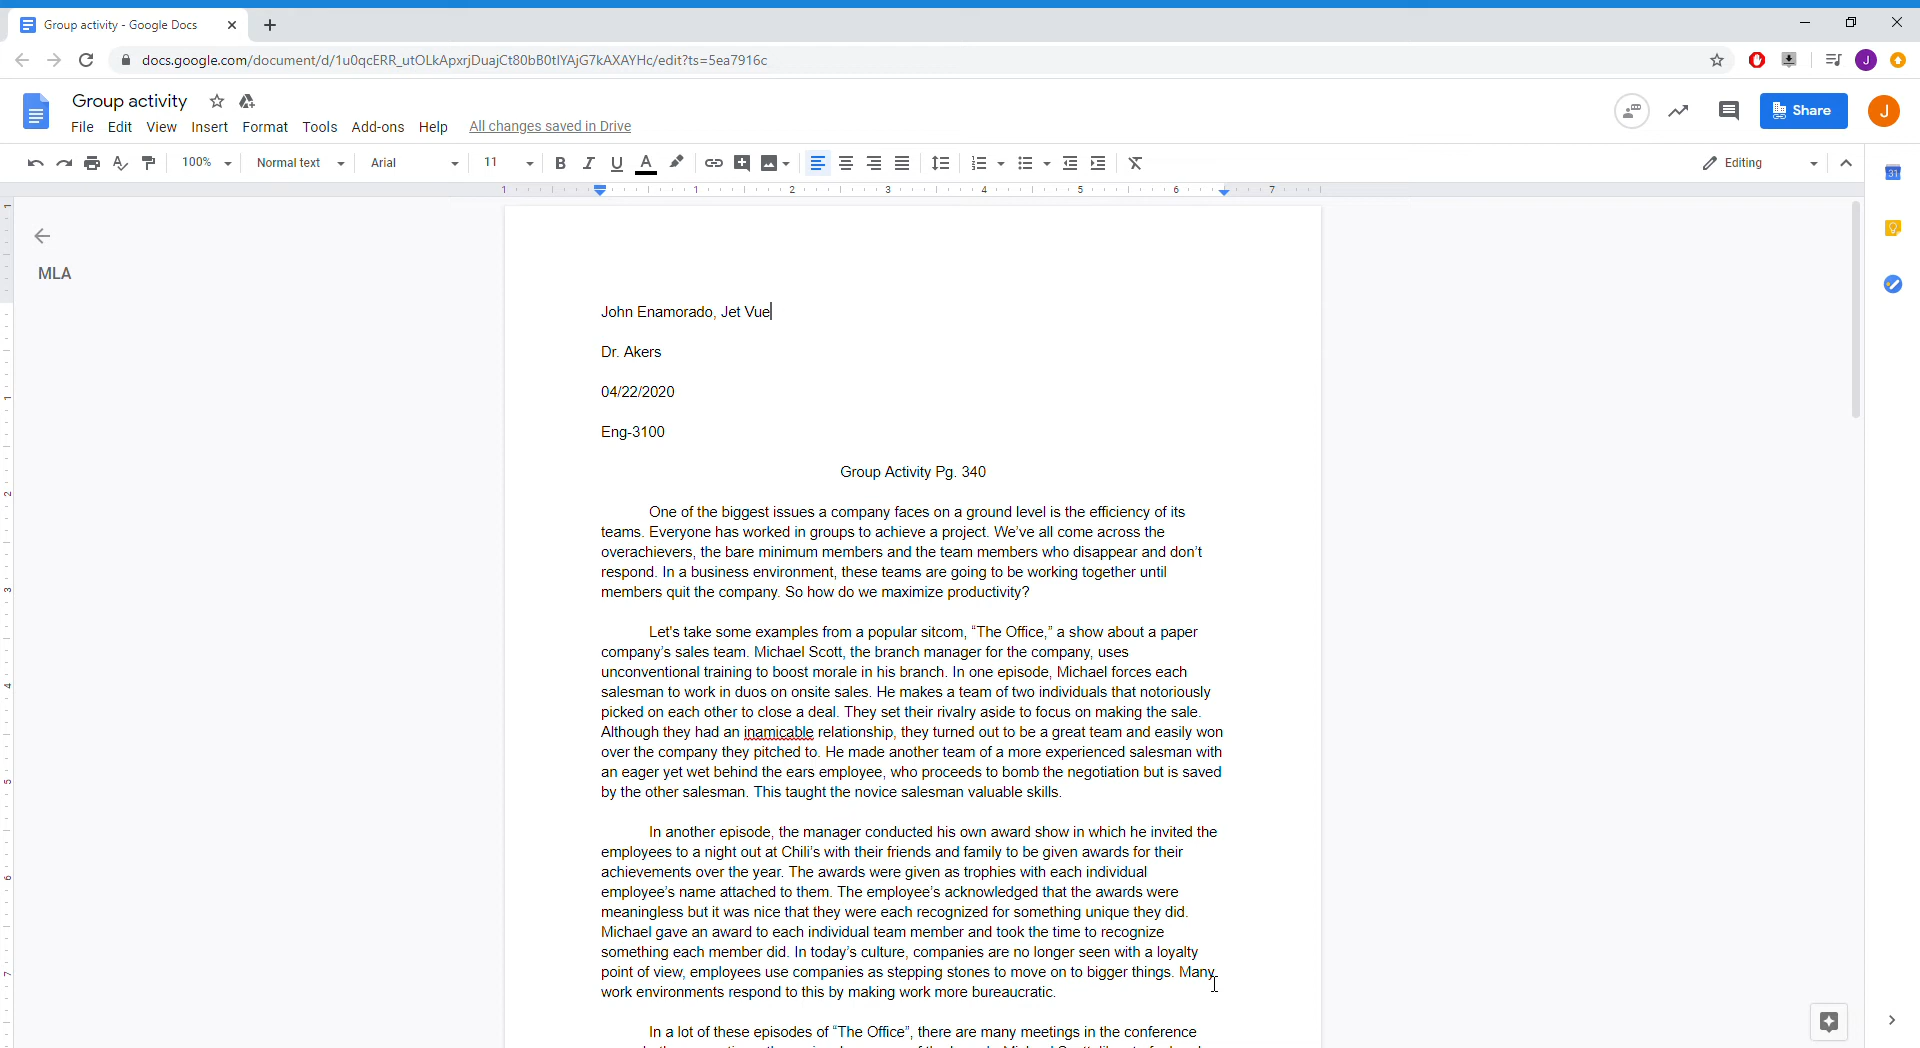 Group activity - Google Docs
docs.google.com/document/d/1u0qcERR_utOLkApxrjDuajCt80bB0tIYAjG7kAXAYHc/edit?ts=5ea7916c
J
Group activity
File Edit View Insert Format Tools Add-ons Help All changes saved in Drive
Share
J
100% Normal text Arial 11 B I U A Editing
31
1 1 2 3 4 5 6 7
MLA
John Enamorado, Jet Vue
Dr. Akers
04/22/2020
Eng-3100
Group Activity Pg. 340
One of the biggest issues a company faces on a ground level is the efficiency of its
teams. Everyone has worked in groups to achieve a project. We've all come across the
overachievers, the bare minimum members and the team members who disappear and don't
respond. In a business environment, these teams are going to be working together until
members quit the company. So how do we maximize productivity?
Let's take some examples from a popular sitcom, “The Office,” a show about a paper
company's sales team. Michael Scott, the branch manager for the company, uses
unconventional training to boost morale in his branch. In one episode, Michael forces each
salesman to work in duos on onsite sales. He makes a team of two individuals that notoriously
picked on each other to close a deal. They set their rivalry aside to focus on making the sale.
Although they had an inamicable relationship, they turned out to be a great team and easily won
over the company they pitched to. He made another team of a more experienced salesman with
an eager yet wet behind the ears employee, who proceeds to bomb the negotiation but is saved
by the other salesman. This taught the novice salesman valuable skills.
In another episode, the manager conducted his own award show in which he invited the
employees to a night out at Chili's with their friends and family to be given awards for their
achievements over the year. The awards were given as trophies with each individual
employee's name attached to them. The employee's acknowledged that the awards were
meaningless but it was nice that they were each recognized for something unique they did.
Michael gave an award to each individual team member and took the time to recognize
something each member did. In today's culture, companies are no longer seen with a loyalty
point of view, employees use companies as stepping stones to move on to bigger things. Many
work environments respond to this by making work more bureaucratic.
In a lot of these episodes of “The Office”, there are many meetings in the conference